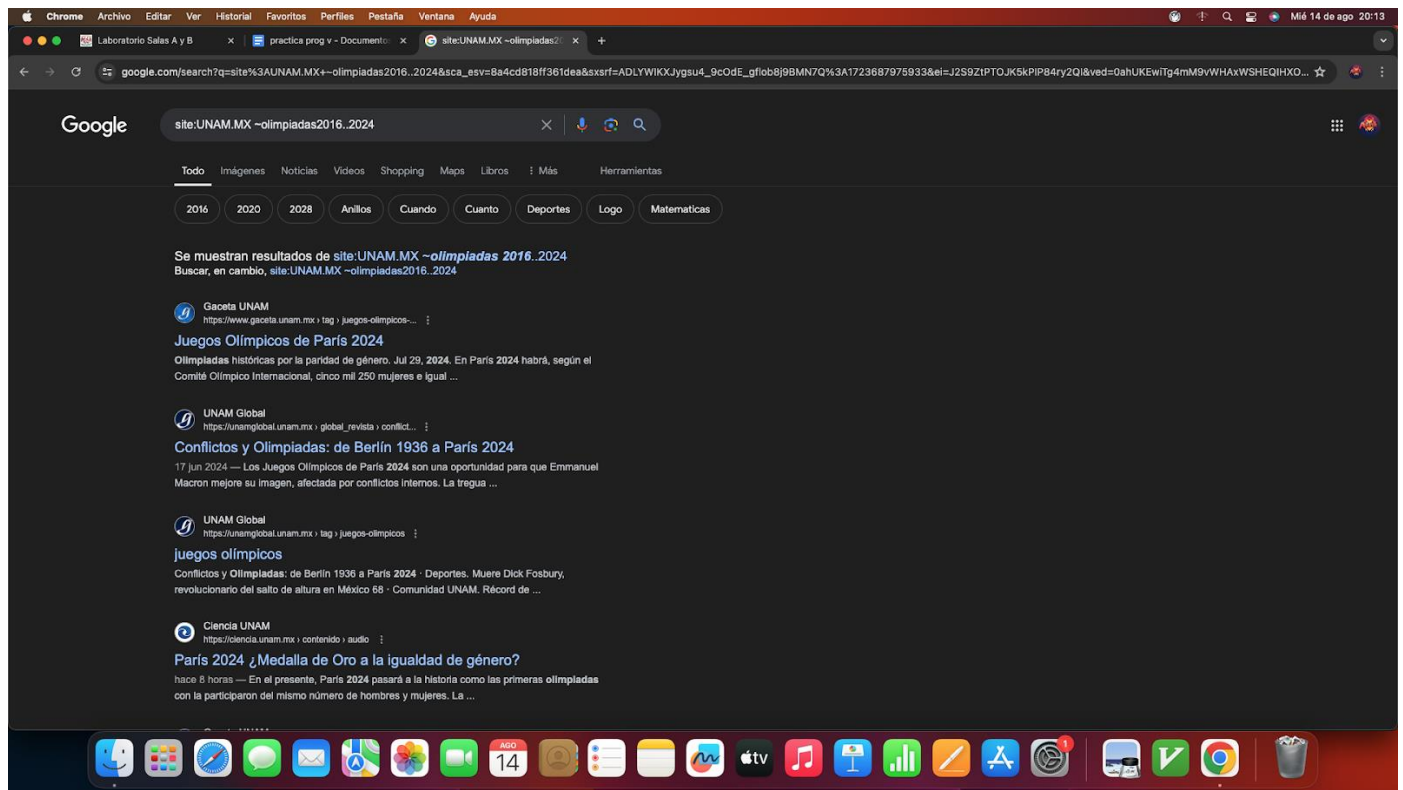 Chrome Archivo Editar Ver Historial Favoritos Perfiles Pestaña Ventana Ayuda Mié 14 de ago 20:13
Laboratorio Salas A y B practica prog v - Documento site:UNAM.MX ~olimpiadas20
google.com/search?q=site%3AUNAM.MX+~olimpiadas2016..2024&sca_esv=8a4cd818ff361dea&sxsrf=ADLYWIKXJygsu4_9cOdE_gflob8j9BMN7Q%3A1723687975933&ei=J2S9ZtPTOJK5kPIP84ry2QI&ved=0ahUKEwiTg4mM9vWHAxWSHEQIHXO...
Google site:UNAM.MX ~olimpiadas2016..2024
Todo Imágenes Noticias Videos Shopping Maps Libros Más Herramientas
2016 2020 2028 Anillos Cuando Cuanto Deportes Logo Matematicas
Se muestran resultados de site:UNAM.MX ~olimpiadas 2016..2024
Buscar, en cambio, site:UNAM.MX ~olimpiadas2016..2024
Gaceta UNAM
https://www.gaceta.unam.mx › tag › juegos-olimpicos-...
Juegos Olímpicos de París 2024
Olimpiadas históricas por la paridad de género. Jul 29, 2024. En París 2024 habrá, según el
Comité Olímpico Internacional, cinco mil 250 mujeres e igual ...
UNAM Global
https://unamglobal.unam.mx › global_revista › conflict...
Conflictos y Olimpiadas: de Berlín 1936 a París 2024
17 jun 2024 — Los Juegos Olímpicos de París 2024 son una oportunidad para que Emmanuel
Macron mejore su imagen, afectada por conflictos internos. La tregua ...
UNAM Global
https://unamglobal.unam.mx › tag › juegos-olimpicos
juegos olímpicos
Conflictos y Olimpiadas: de Berlín 1936 a París 2024 · Deportes. Muere Dick Fosbury,
revolucionario del salto de altura en México 68 · Comunidad UNAM. Récord de ...
Ciencia UNAM
https://ciencia.unam.mx › contenido › audio
París 2024 ¿Medalla de Oro a la igualdad de género?
hace 8 horas — En el presente, París 2024 pasará a la historia como las primeras olimpiadas
con la participaron del mismo número de hombres y mujeres. La ...
AGO
14
tv
1